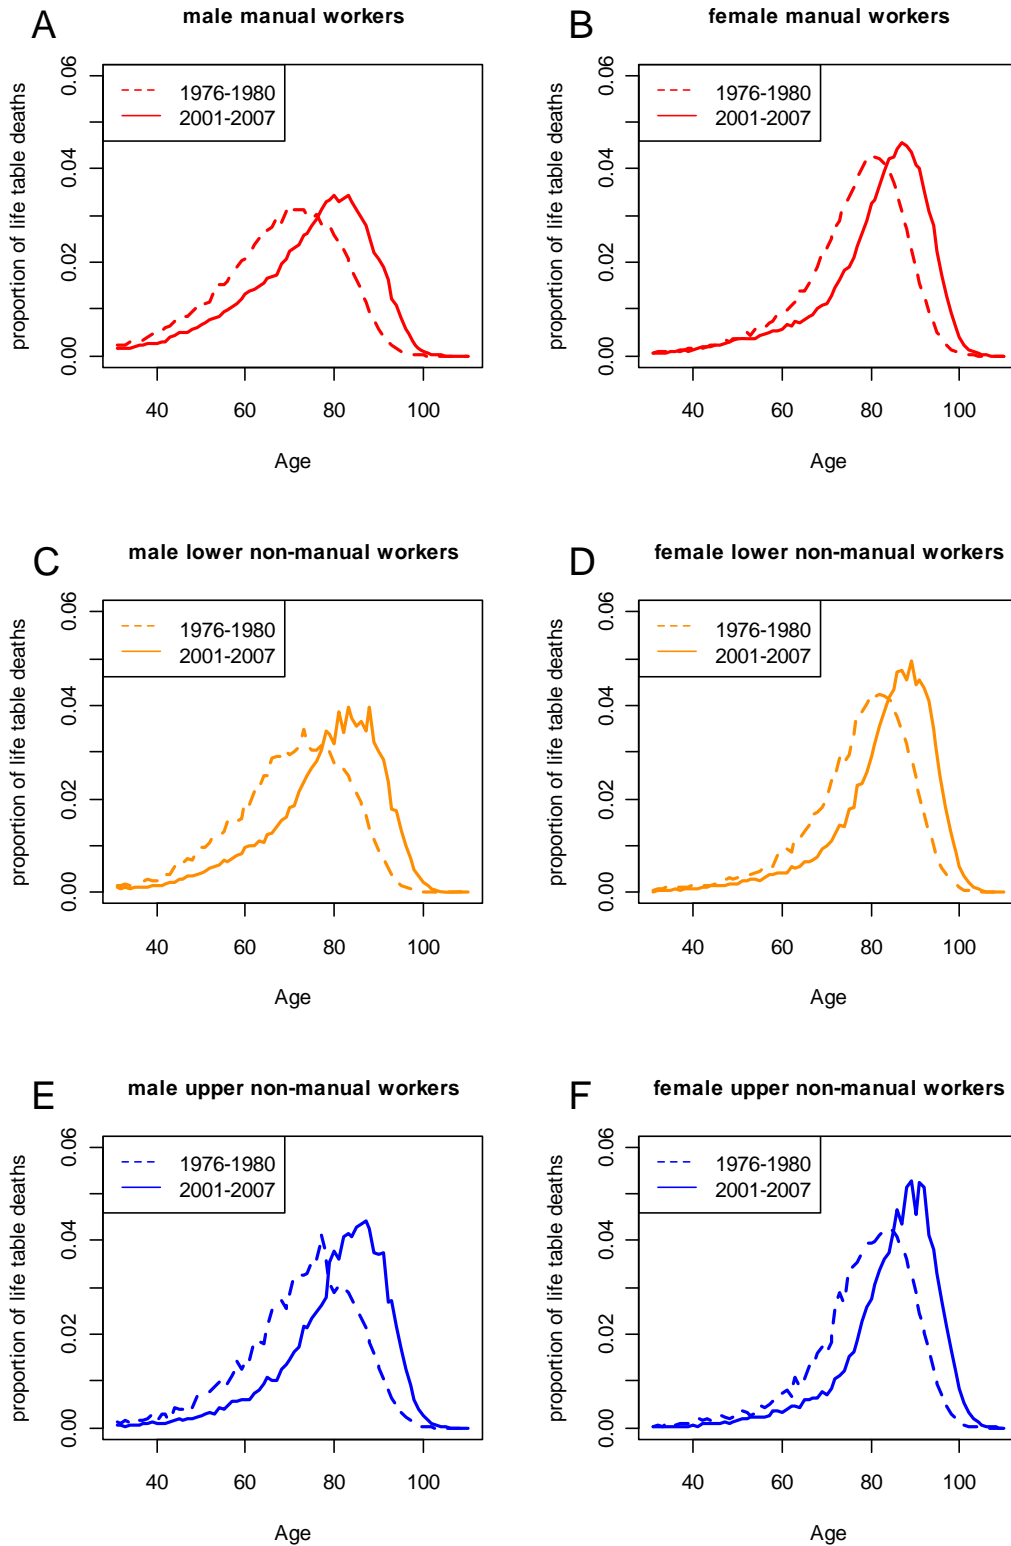 A
male manual workers
1976-1980
2001-2007
proportion of life table deaths
0.00
0.02
0.04
0.06
40
60
80
100
Age
B
female manual workers
1976-1980
2001-2007
proportion of life table deaths
0.00
0.02
0.04
0.06
40
60
80
100
Age
C
male lower non-manual workers
1976-1980
2001-2007
proportion of life table deaths
0.00
0.02
0.04
0.06
40
60
80
100
Age
D
female lower non-manual workers
1976-1980
2001-2007
proportion of life table deaths
0.00
0.02
0.04
0.06
40
60
80
100
Age
E
male upper non-manual workers
1976-1980
2001-2007
proportion of life table deaths
0.00
0.02
0.04
0.06
40
60
80
100
Age
F
female upper non-manual workers
1976-1980
2001-2007
proportion of life table deaths
0.00
0.02
0.04
0.06
40
60
80
100
Age